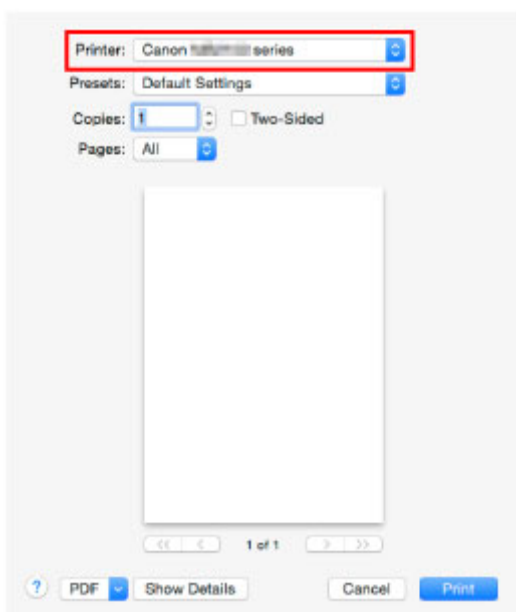 Printer: Canon series
Presets: Default Settings
Copies: 1 Two-Sided
Pages: All
<< < 1 of 1 > >>
? PDF Show Details Cancel Print